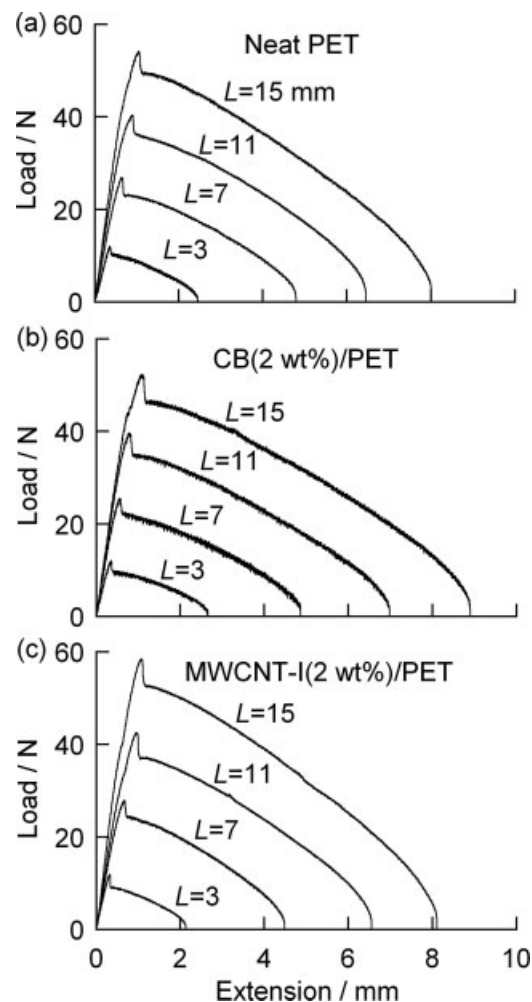 (a)
60
Neat PET
L=15 mm
40
L=11
Load / N
L=7
20
L=3
0
(b)
60
CB(2 wt%)/PET
L=15
40
L=11
Load / N
L=7
20
L=3
0
(c)
60
MWCNT-I(2 wt%)/PET
L=15
40
L=11
Load / N
L=7
20
L=3
0
0 2 4 6 8 10
Extension / mm